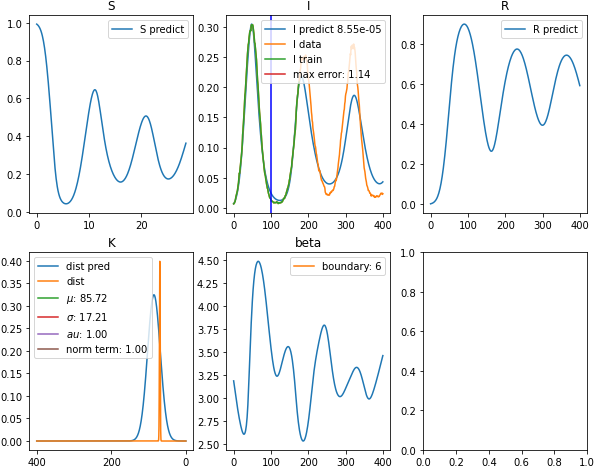 S
I
R
S predict
I predict 8.55e-05
I data
I train
max error: 1.14
R predict
1.0
0.8
0.6
0.4
0.2
0.0
0 10 20
0.30
0.25
0.20
0.15
0.10
0.05
0.00
0 100 200 300 400
0.8
0.6
0.4
0.2
0.0
0 100 200 300 400
K
beta
dist pred
dist
μ: 85.72
σ: 17.21
au: 1.00
norm term: 1.00
boundary: 6
0.40
0.35
0.30
0.25
0.20
0.15
0.10
0.05
0.00
400 200 0
4.50
4.25
4.00
3.75
3.50
3.25
3.00
2.75
2.50
0 100 200 300 400
1.0
0.8
0.6
0.4
0.2
0.0
0.0 0.2 0.4 0.6 0.8 1.0